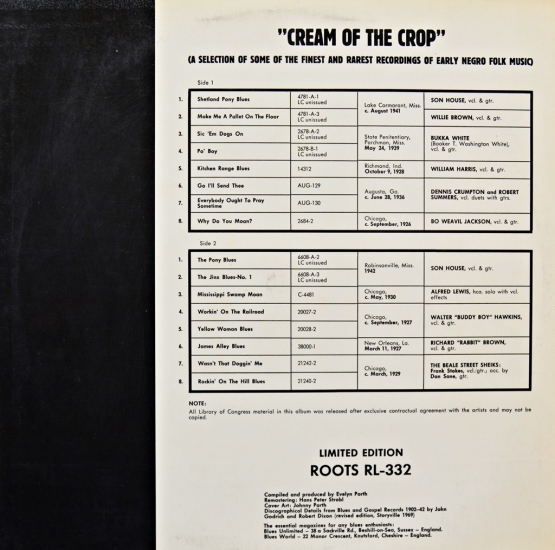 "CREAM OF THE CROP"
(A SELECTION OF SOME OF THE FINEST AND RAREST RECORDINGS OF EARLY NEGRO FOLK MUSIC)
Side 1
1. Shetland Pony Blues 4781-A-1 LC unissued Lake Cormorant, Miss. c. August 1941 SON HOUSE, vcl. & gtr.
2. Make Me A Pallet On The Floor 4781-A-3 LC unissued WILLIE BROWN, vcl. & gtr.
3. Sic 'Em Dogs On 2678-A-2 LC unissued State Penitentiary, Parchman, Miss. May 24, 1939 BUKKA WHITE (Booker T. Washington White), vcl. & gtr.
4. Po' Boy 2678-B-1 LC unissued
5. Kitchen Range Blues 14312 Richmond, Ind. October 9, 1928 WILLIAM HARRIS, vcl. & gtr.
6. Go I'll Send Thee AUG-129 Augusta, Ga. c. June 28, 1936 DENNIS CRUMPTON and ROBERT SUMMERS, vcl. duets with gtrs.
7. Everybody Ought To Pray Sometime AUG-130
8. Why Do You Moan? 2684-2 Chicago, c. September, 1926 BO WEAVIL JACKSON, vcl. & gtr.
Side 2
1. The Pony Blues 6608-A-2 LC unissued Robinsonville, Miss. 1942 SON HOUSE, vcl. & gtr.
2. The Jinx Blues-No. 1 6608-A-3 LC unissued
3. Mississippi Swamp Moan C-4481 Chicago, c. May, 1930 ALFRED LEWIS, hca. solo with vcl. effects
4. Workin' On The Railroad 20027-2 Chicago, c. September, 1927 WALTER "BUDDY BOY" HAWKINS, vcl. & gtr.
5. Yellow Woman Blues 20028-2
6. James Alley Blues 38000-1 New Orleans, La. March 11, 1927 RICHARD "RABBIT" BROWN, vcl. & gtr.
7. Wasn't That Doggin' Me 21242-2 Chicago, c. March, 1929 THE BEALE STREET SHEIKS: Frank Stokes, vcl./gtr.; acc. by Dan Sane, gtr.
8. Rockin' On The Hill Blues 21240-2
NOTE:
All Library of Congress material in this album was released after exclusive contractual agreement with the artists and may not be
copied.
LIMITED EDITION
ROOTS RL-332
Compiled and produced by Evelyn Parth
Remastering: Hans Peter Strobl
Cover Art: Johnny Parth
Discographical Details from Blues and Gospel Records 1902-42 by John
Godrich and Robert Dixon (revised edition, Storyville 1969)
The essential magazines for any blues enthusiasts:
Blues Unlimited – 38 a Sackville Rd., Bexhill-on-Sea, Sussex – England.
Blues World – 22 Manor Crescent, Knutsford, Cheshire – England.